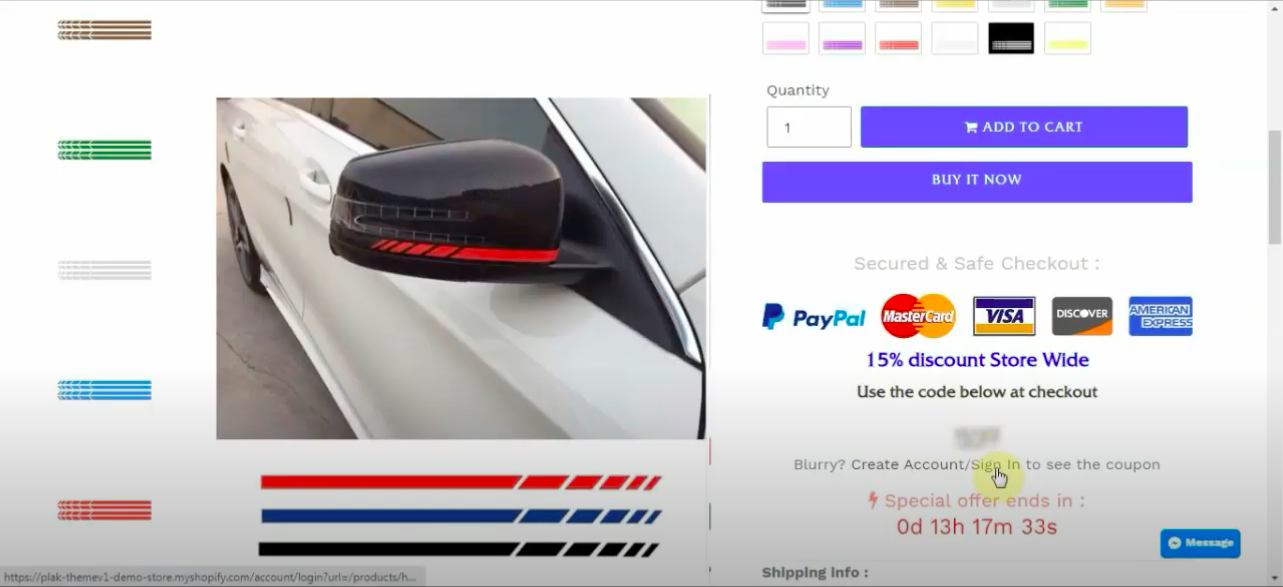 Quantity
1
ADD TO CART
BUY IT NOW
Secured & Safe Checkout :
PayPal MasterCard VISA DISCOVER AMERICAN EXPRESS
15% discount Store Wide
Use the code below at checkout
Blurry? Create Account/Sign In to see the coupon
Special offer ends in :
0d 13h 17m 33s
Message
Shipping info :
https://plak-themev1-demo-store.myshopify.com/account/login?url=/products/h...